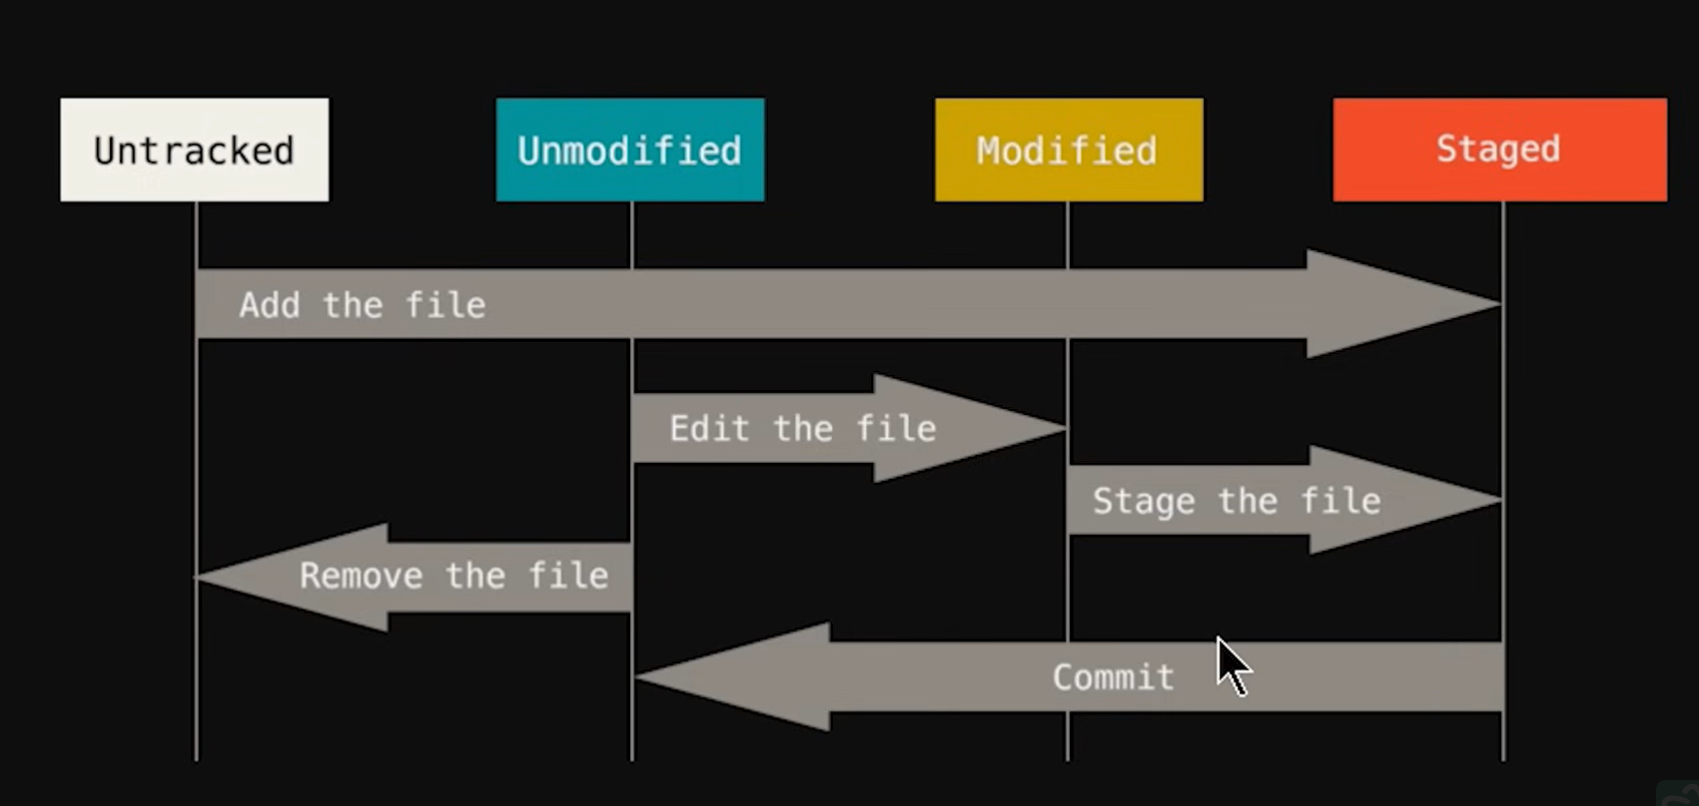 Untracked
Unmodified
Modified
Staged
Add the file
Edit the file
Stage the file
Remove the file
Commit